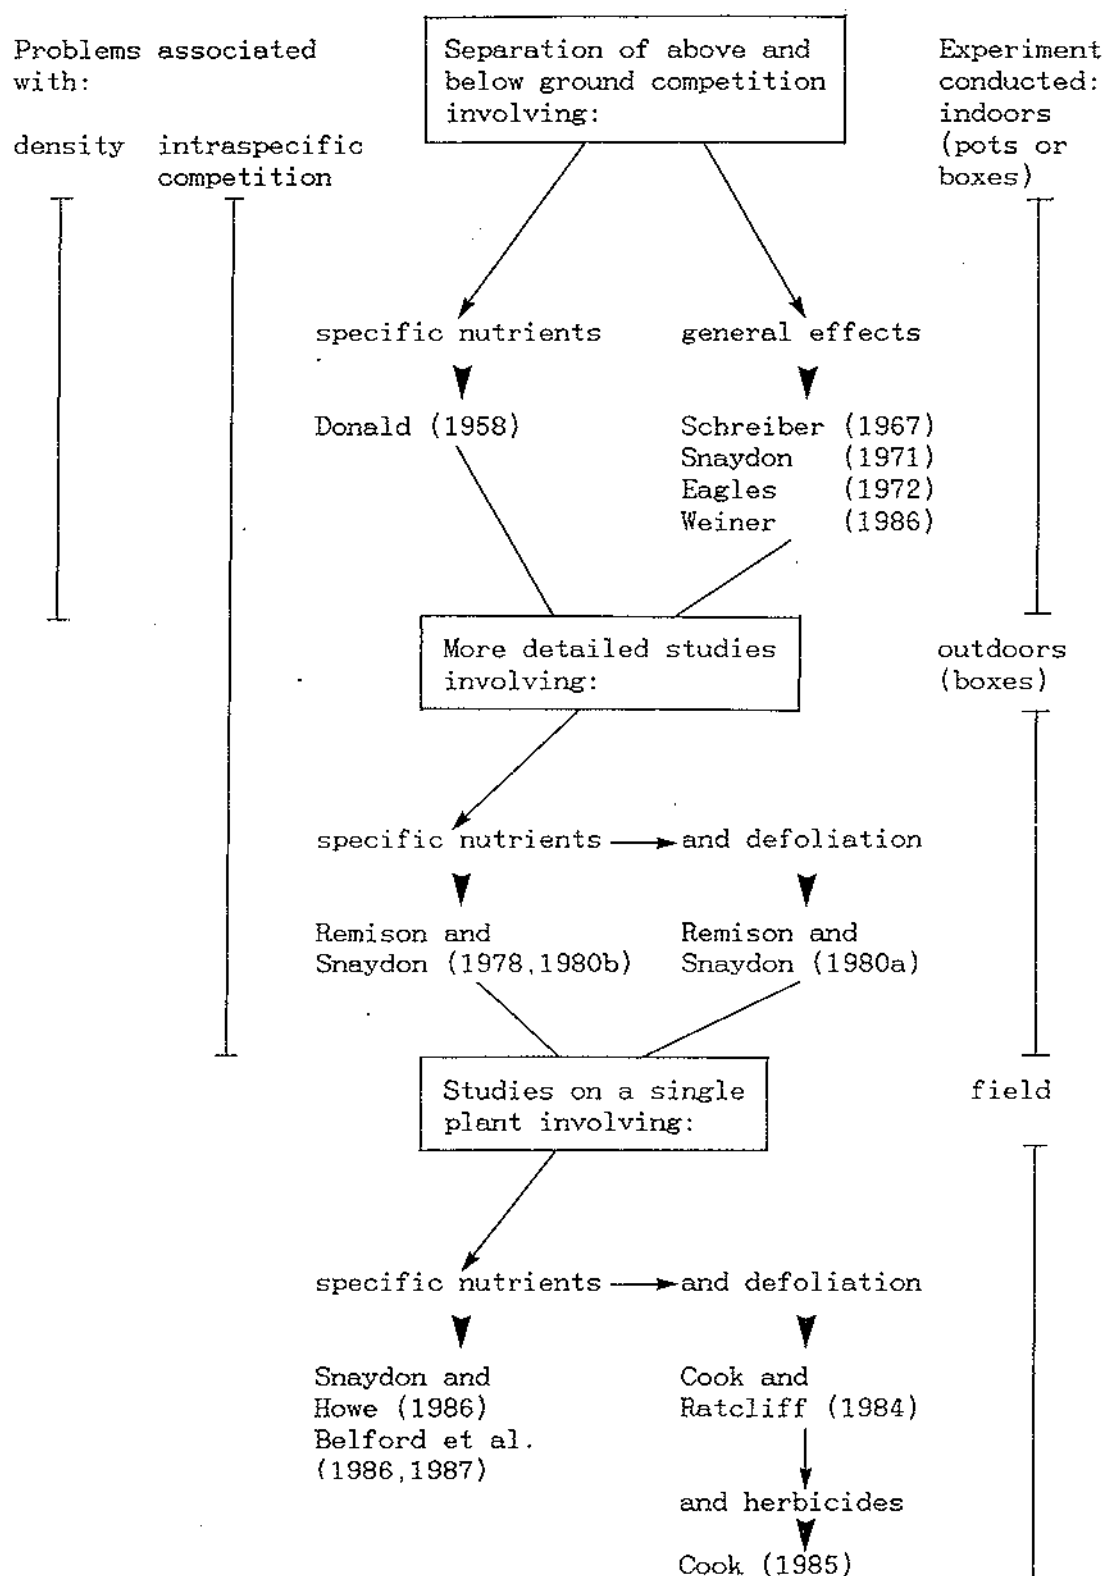 Problems associated
with:
density intraspecific
competition
Separation of above and
below ground competition
involving:
Experiment
conducted:
indoors
(pots or
boxes)
specific nutrients general effects
Donald (1958)
Schreiber (1967)
Snaydon (1971)
Eagles (1972)
Weiner (1986)
More detailed studies
involving:
outdoors
(boxes)
specific nutrients and defoliation
Remison and
Snaydon (1978,1980b)
Remison and
Snaydon (1980a)
Studies on a single
plant involving:
field
specific nutrients and defoliation
Snaydon and
Howe (1986)
Belford et al.
(1986,1987)
Cook and
Ratcliff (1984)
and herbicides
Cook (1985)